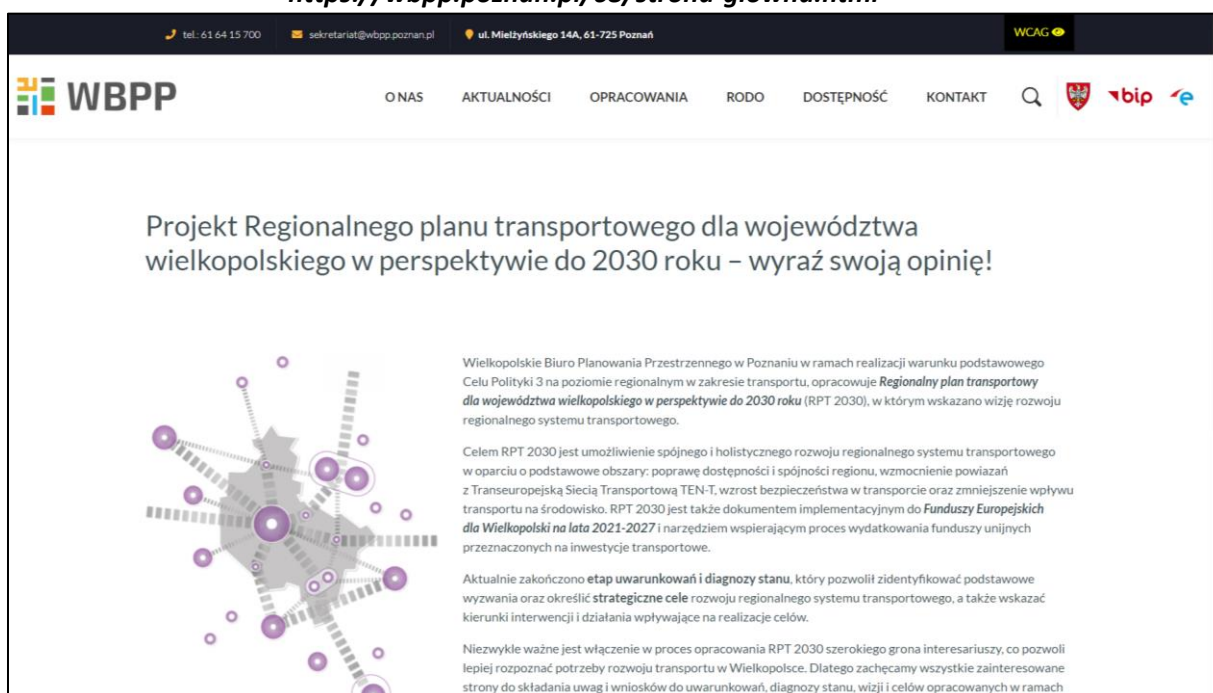 https://wbpp.poznan.pl/68/strona-glowna.html
tel.: 61 64 15 700 sekretariat@wbpp.poznan.pl ul. Mielżyńskiego 14A, 61-725 Poznań WCAG
WBPP O NAS AKTUALNOŚCI OPRACOWANIA RODO DOSTĘPNOŚĆ KONTAKT bip e
Projekt Regionalnego planu transportowego dla województwa
wielkopolskiego w perspektywie do 2030 roku – wyraź swoją opinię!
Wielkopolskie Biuro Planowania Przestrzennego w Poznaniu w ramach realizacji warunku podstawowego
Celu Polityki 3 na poziomie regionalnym w zakresie transportu, opracowuje Regionalny plan transportowy
dla województwa wielkopolskiego w perspektywie do 2030 roku (RPT 2030), w którym wskazano wizję rozwoju
regionalnego systemu transportowego.
Celem RPT 2030 jest umożliwienie spójnego i holistycznego rozwoju regionalnego systemu transportowego
w oparciu o podstawowe obszary: poprawę dostępności i spójności regionu, wzmocnienie powiązań
z Transeuropejską Siecią Transportową TEN-T, wzrost bezpieczeństwa w transporcie oraz zmniejszenie wpływu
transportu na środowisko. RPT 2030 jest także dokumentem implementacyjnym do Funduszy Europejskich
dla Wielkopolski na lata 2021-2027 i narzędziem wspierającym proces wydatkowania funduszy unijnych
przeznaczonych na inwestycje transportowe.
Aktualnie zakończono etap uwarunkowań i diagnozy stanu, który pozwolił zidentyfikować podstawowe
wyzwania oraz określić strategiczne cele rozwoju regionalnego systemu transportowego, a także wskazać
kierunki interwencji i działania wpływające na realizacje celów.
Niezwykle ważne jest włączenie w proces opracowania RPT 2030 szerokiego grona interesariuszy, co pozwoli
lepiej rozpoznać potrzeby rozwoju transportu w Wielkopolsce. Dlatego zachęcamy wszystkie zainteresowane
strony do składania uwag i wniosków do uwarunkowań, diagnozy stanu, wizji i celów opracowanych w ramach